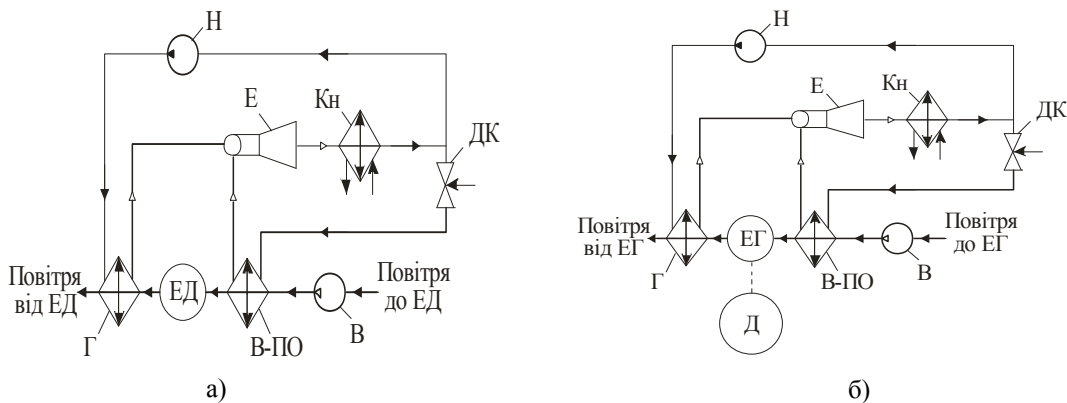 Н
Е
Кн
ДК
Повітря
від ЕД
ЕД
Повітря
до ЕД
Г
В-ПО
В
а)
Н
Е
Кн
ДК
Повітря
від ЕГ
ЕГ
Повітря
до ЕГ
Г
В-ПО
В
Д
б)